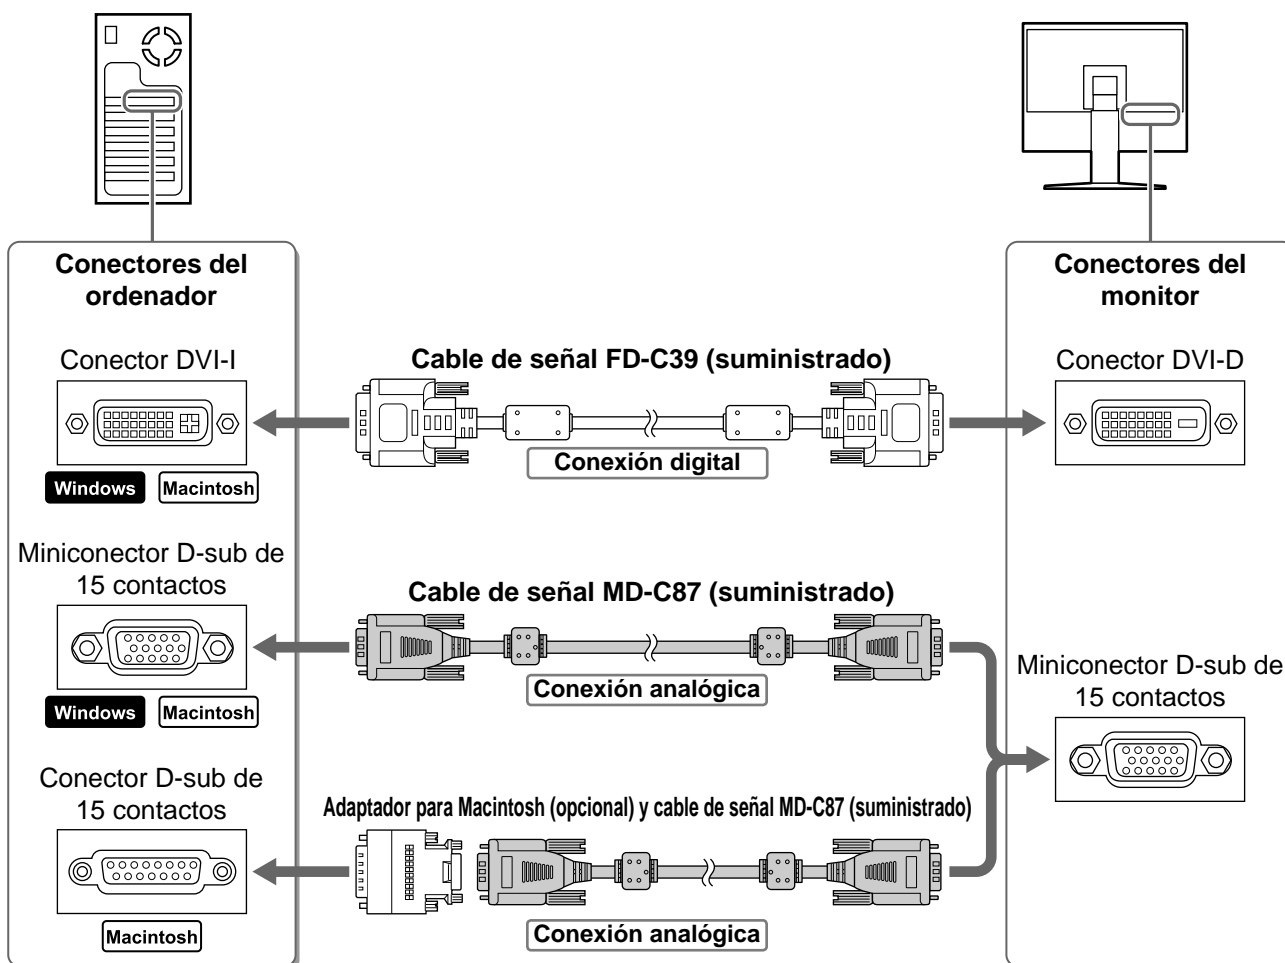 Conectores del
ordenador
Conector DVI-I
Windows Macintosh
Miniconector D-sub de
15 contactos
Windows Macintosh
Conector D-sub de
15 contactos
Macintosh
Cable de señal FD-C39 (suministrado)
Conexión digital
Cable de señal MD-C87 (suministrado)
Conexión analógica
Adaptador para Macintosh (opcional) y cable de señal MD-C87 (suministrado)
Conexión analógica
Conectores del
monitor
Conector DVI-D
Miniconector D-sub de
15 contactos